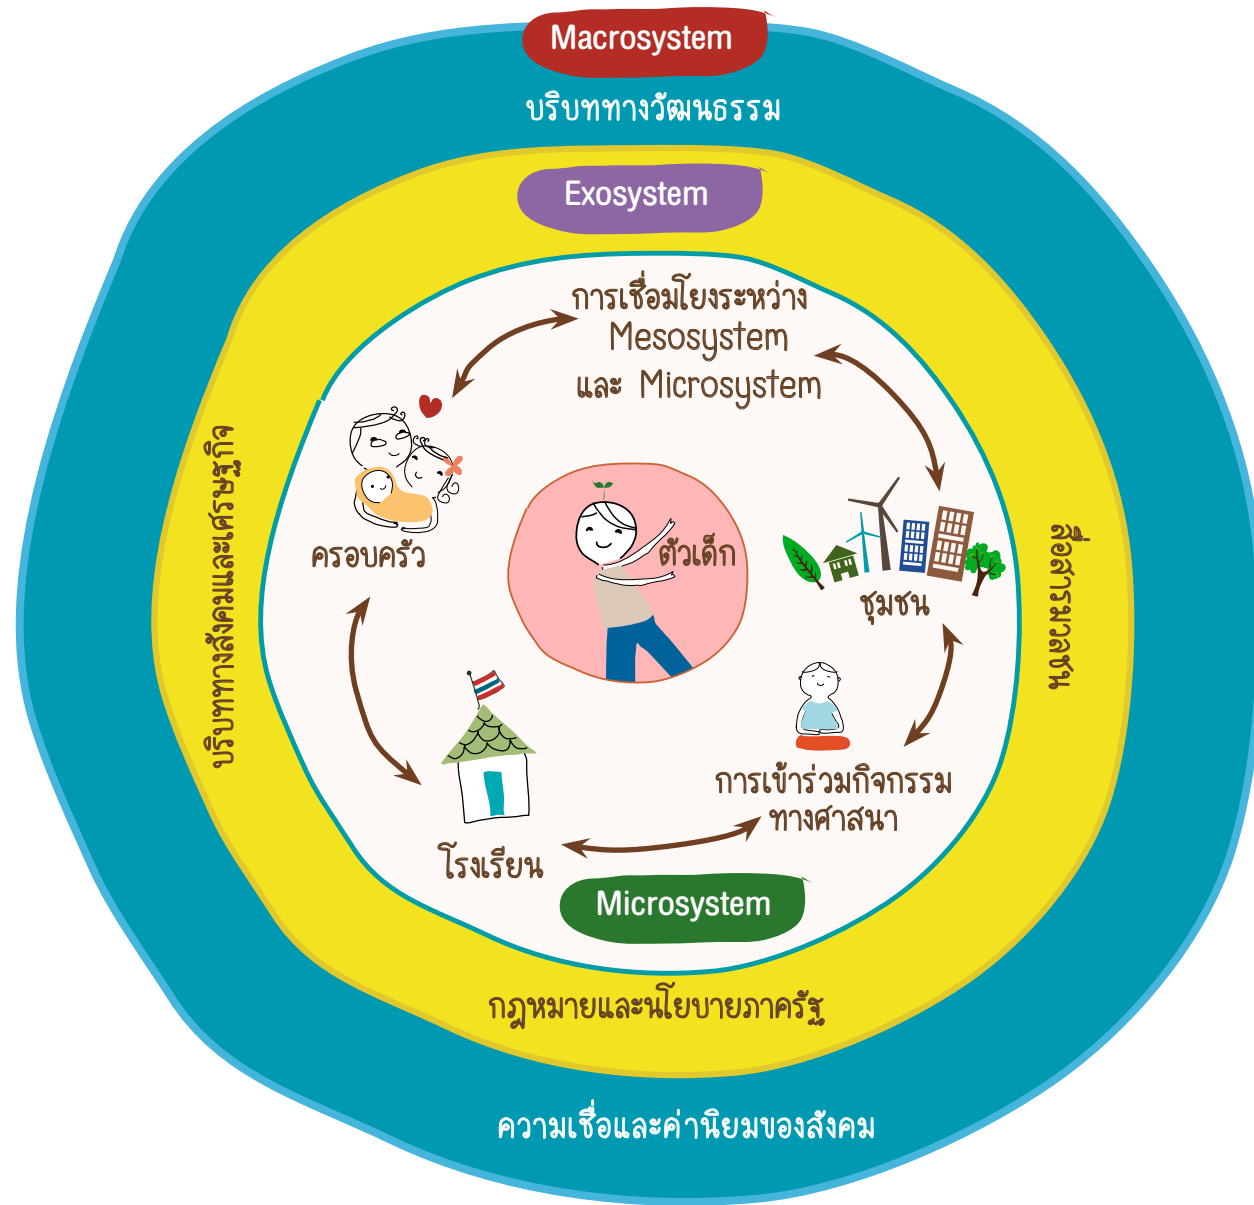 Macrosystem
บริบททางวัฒนธรรม
Exosystem
การเชื่อมโยงระหว่าง
Mesosystem
และ Microsystem
บริบททางสังคมและเศรษฐกิจ
ครอบครัว
ตัวเด็ก
ชุมชน
สื่อสารมวลชน
การเข้าร่วมกิจกรรม
ทางศาสนา
โรงเรียน
Microsystem
กฎหมายและนโยบายภาครัฐ
ความเชื่อและค่านิยมของสังคม